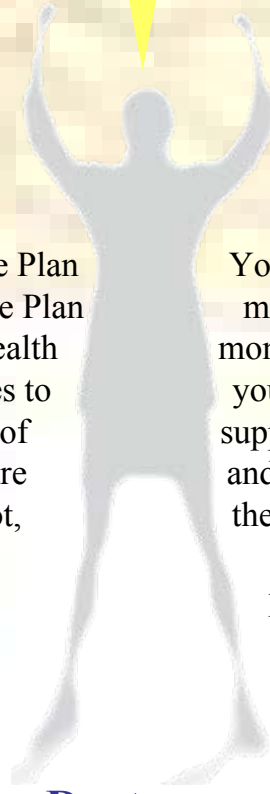 e Plan
e Plan
ealth
es to
of
re
ot,
Yo
m
mor
you
supp
and
the